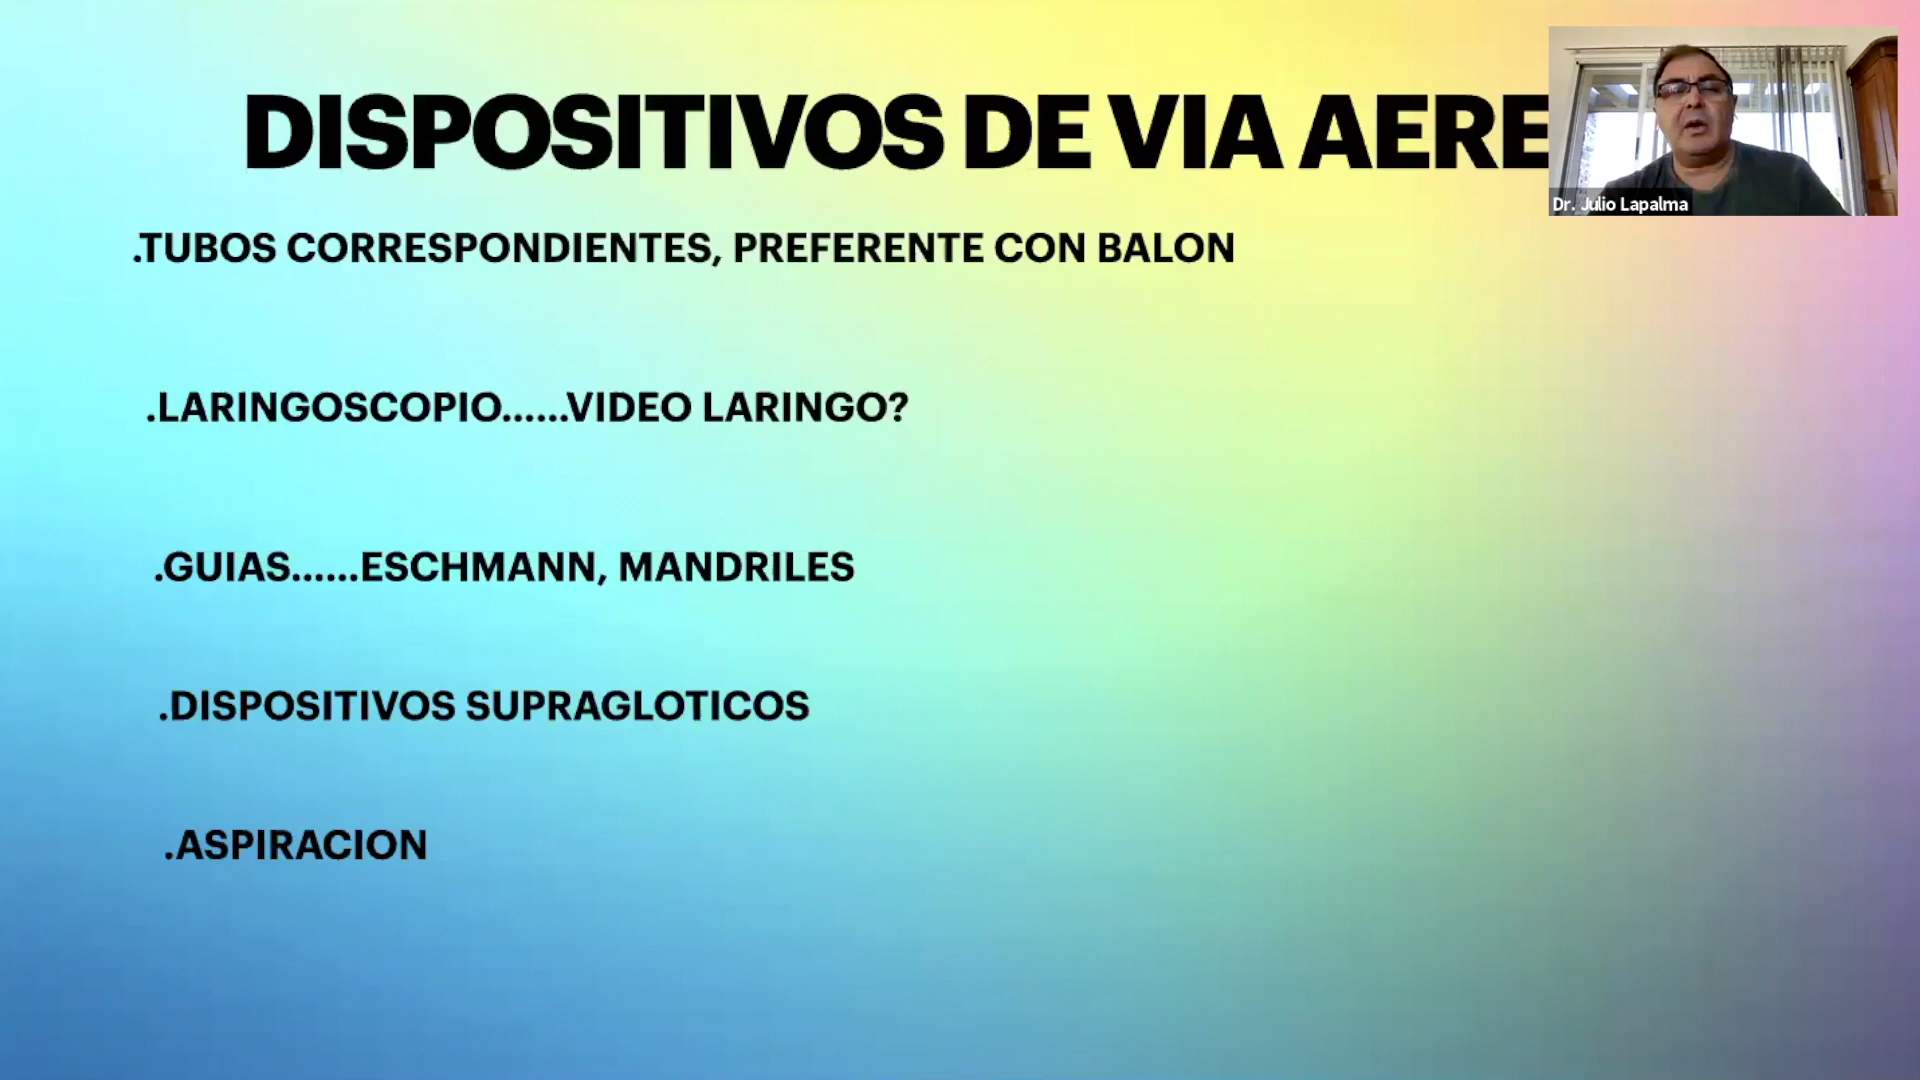 DISPOSITIVOS DE VIA AERE
Dr. Julio Lapalma
.TUBOS CORRESPONDIENTES, PREFERENTE CON BALON
.LARINGOSCOPIO......VIDEO LARINGO?
.GUIAS......ESCHMANN, MANDRILES
.DISPOSITIVOS SUPRAGLOTICOS
.ASPIRACION